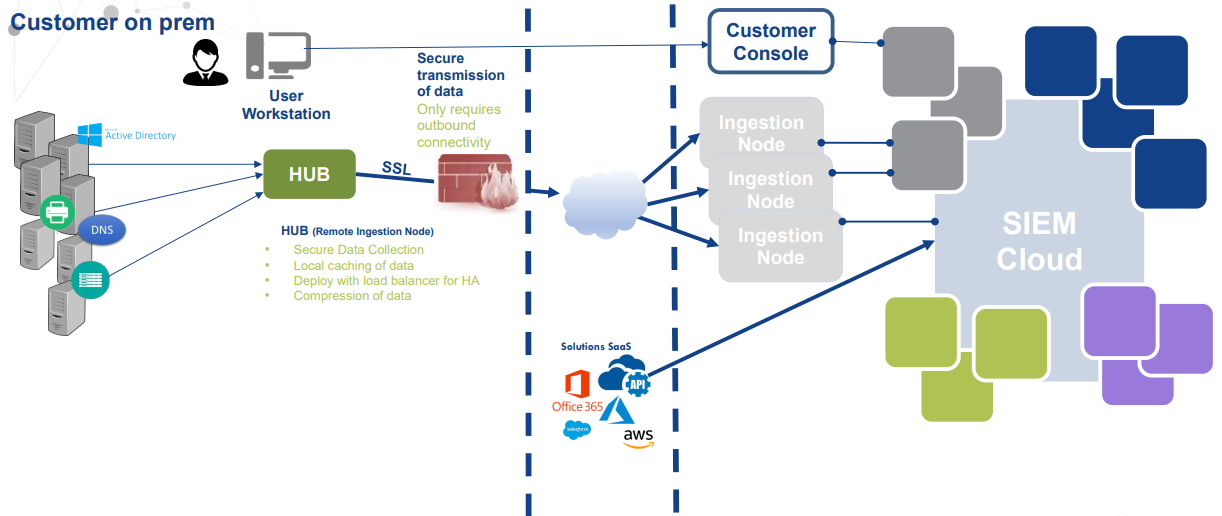 Customer on prem
User
Workstation
Secure
transmission
of data
Only requires
outbound
connectivity
Customer
Console
Active Directory
HUB
SSL
DNS
HUB (Remote Ingestion Node)
• Secure Data Collection
• Local caching of data
• Deploy with load balancer for HA
• Compression of data
Ingestion
Node
Ingestion
Node
Ingestion
Node
SIEM
Cloud
Solutions SaaS
API
Office 365
salesforce
aws